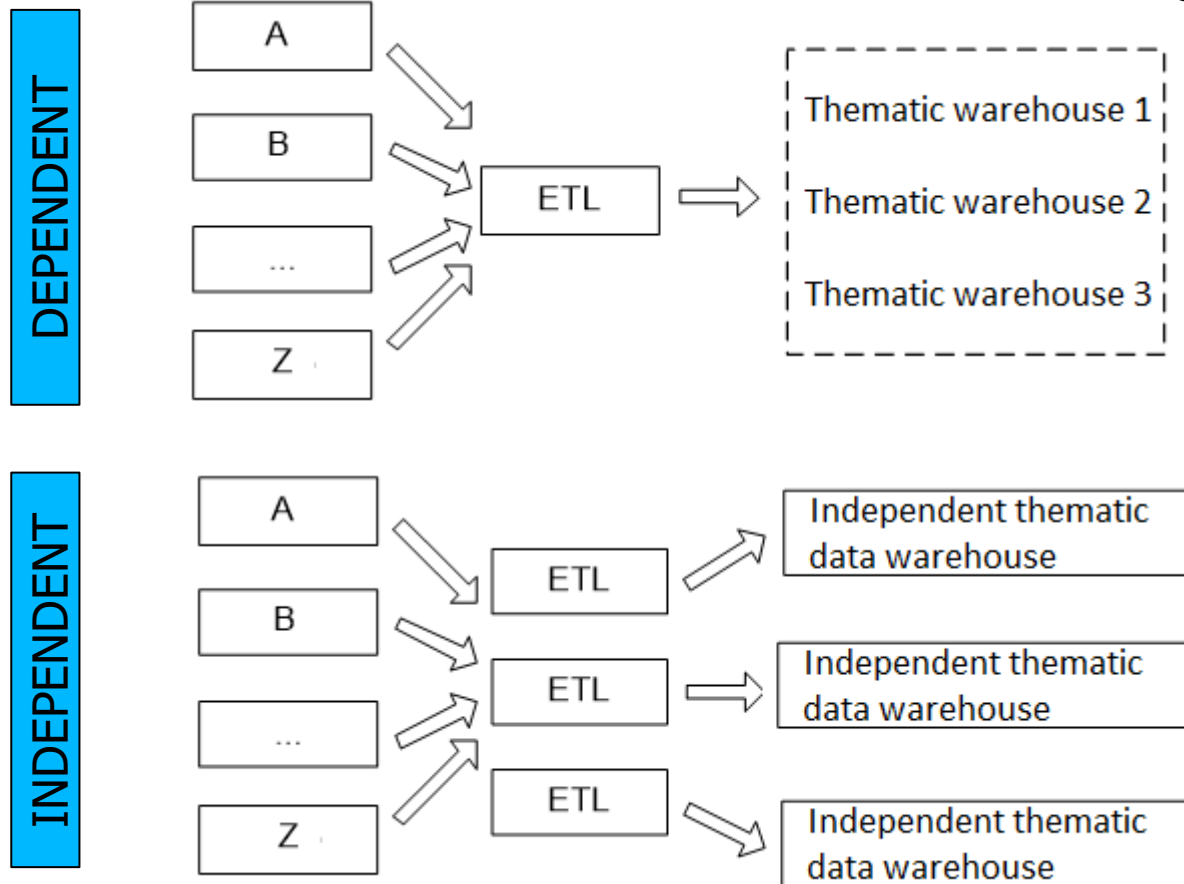 DEPENDENT
A
B
...
Z
ETL
Thematic warehouse 1
Thematic warehouse 2
Thematic warehouse 3
INDEPENDENT
A
B
...
Z
ETL
ETL
ETL
Independent thematic
data warehouse
Independent thematic
data warehouse
Independent thematic
data warehouse